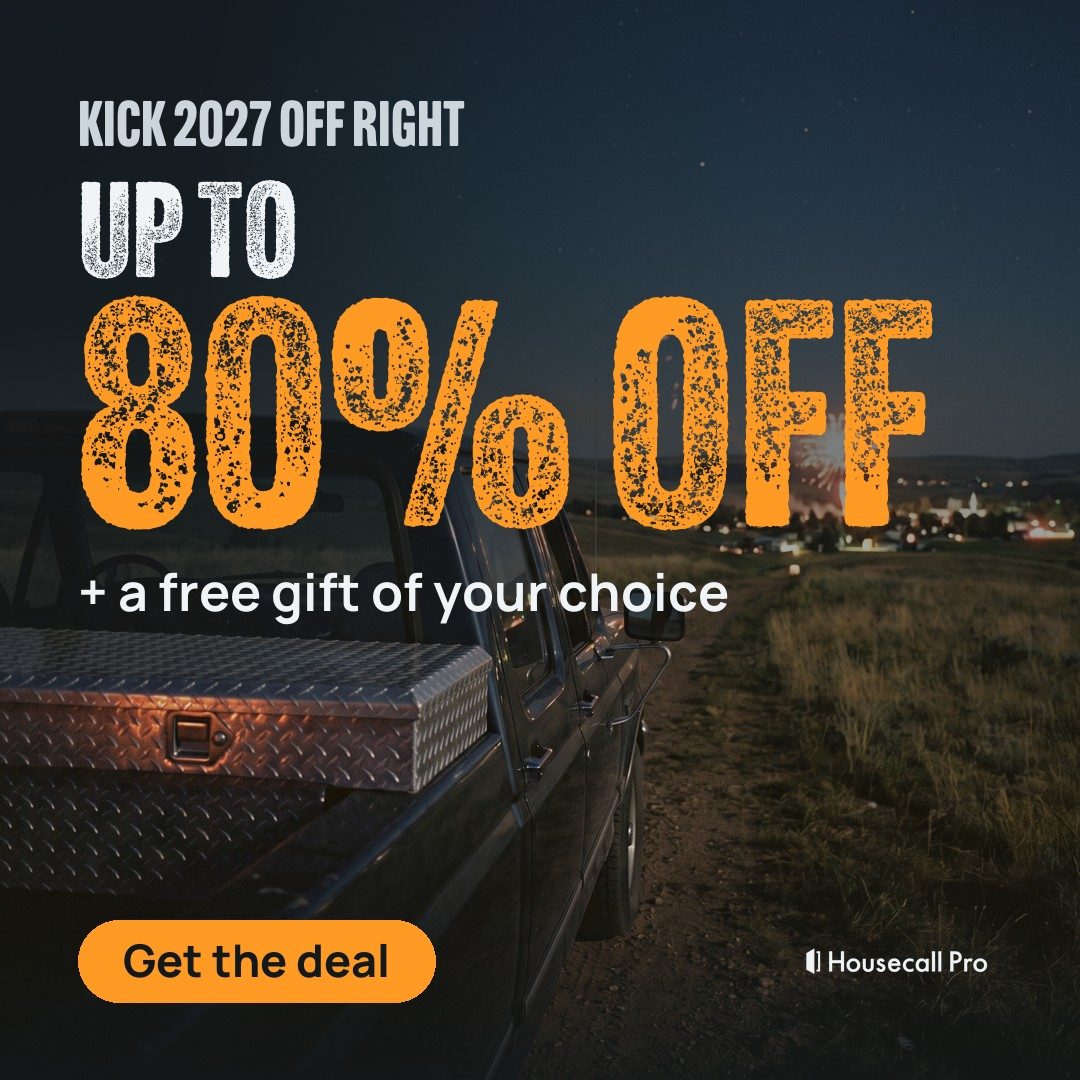 KICK 2027 OFF RIGHT
UP TO
80% OFF
+ a free gift of your choice
Get the deal
Housecall Pro